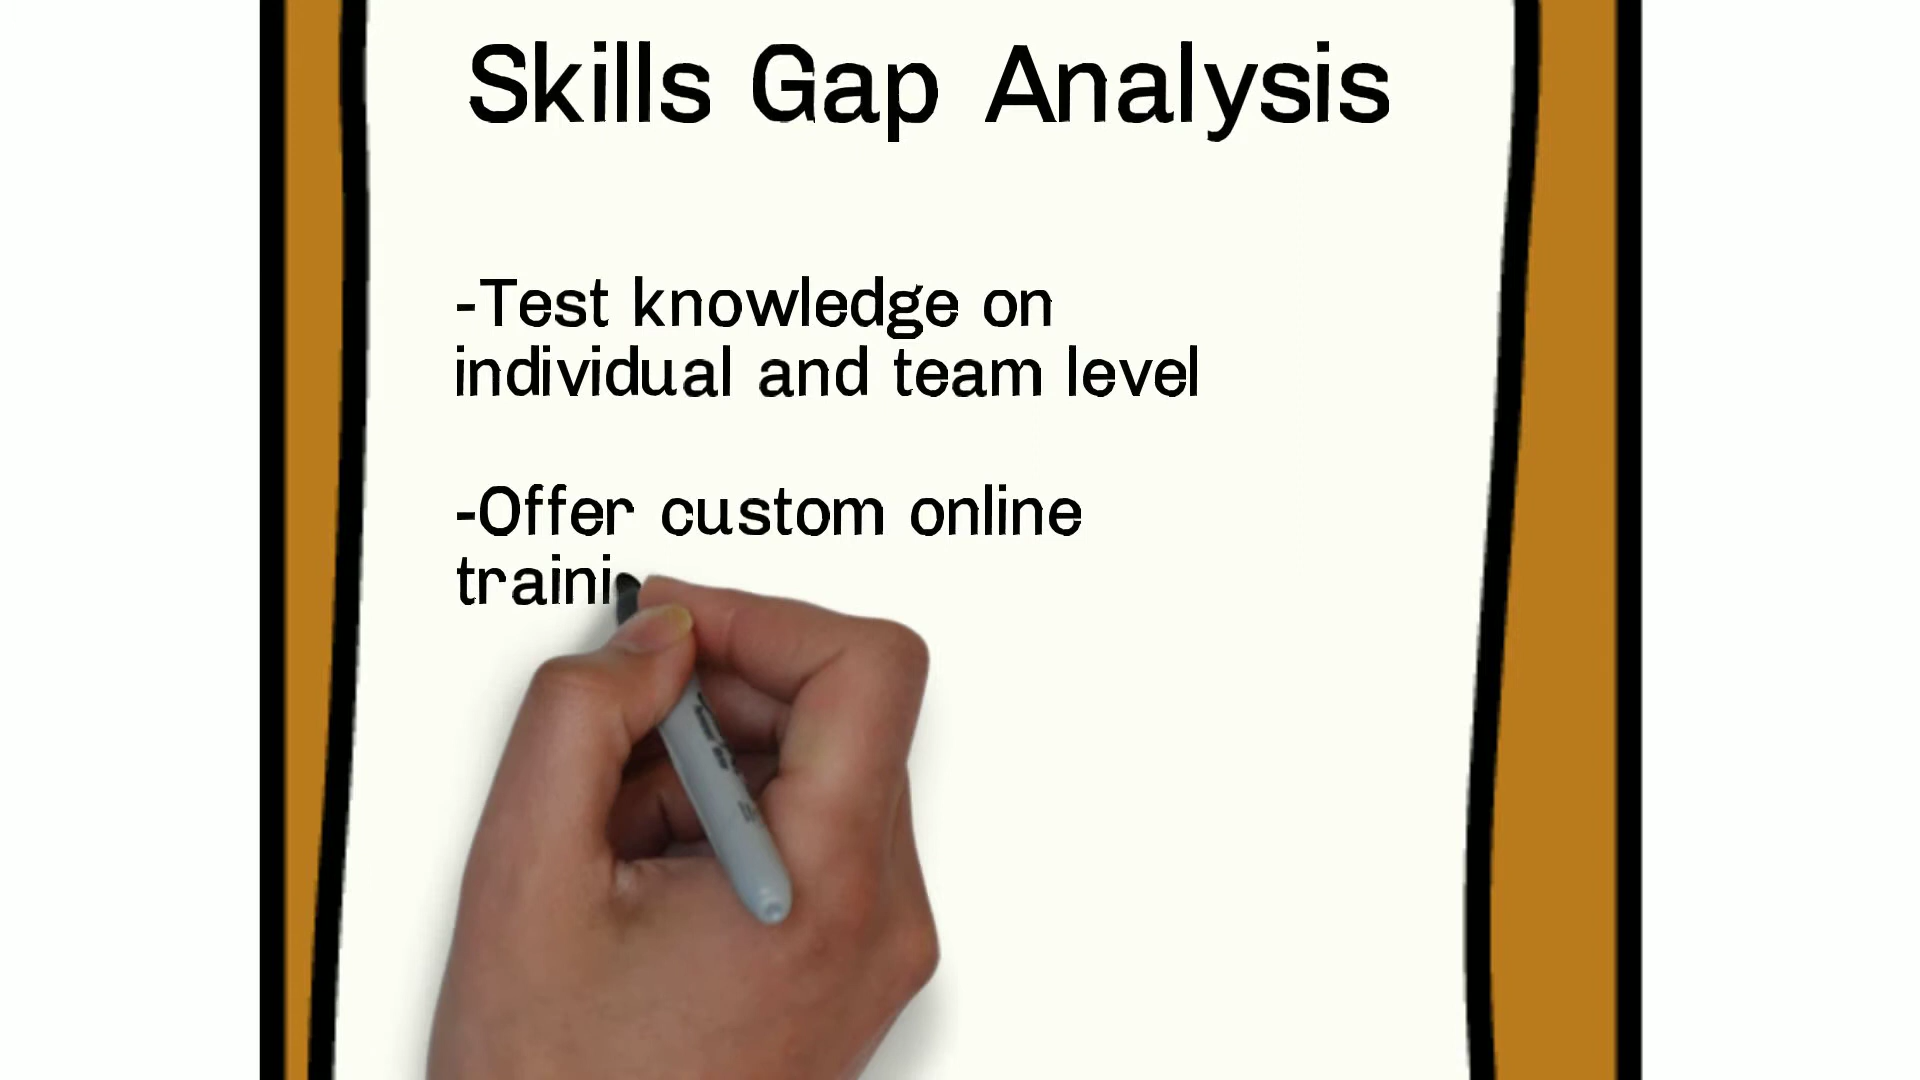 Skills Gap Analysis
-Test knowledge on
individual and team level
-Offer custom online
traini